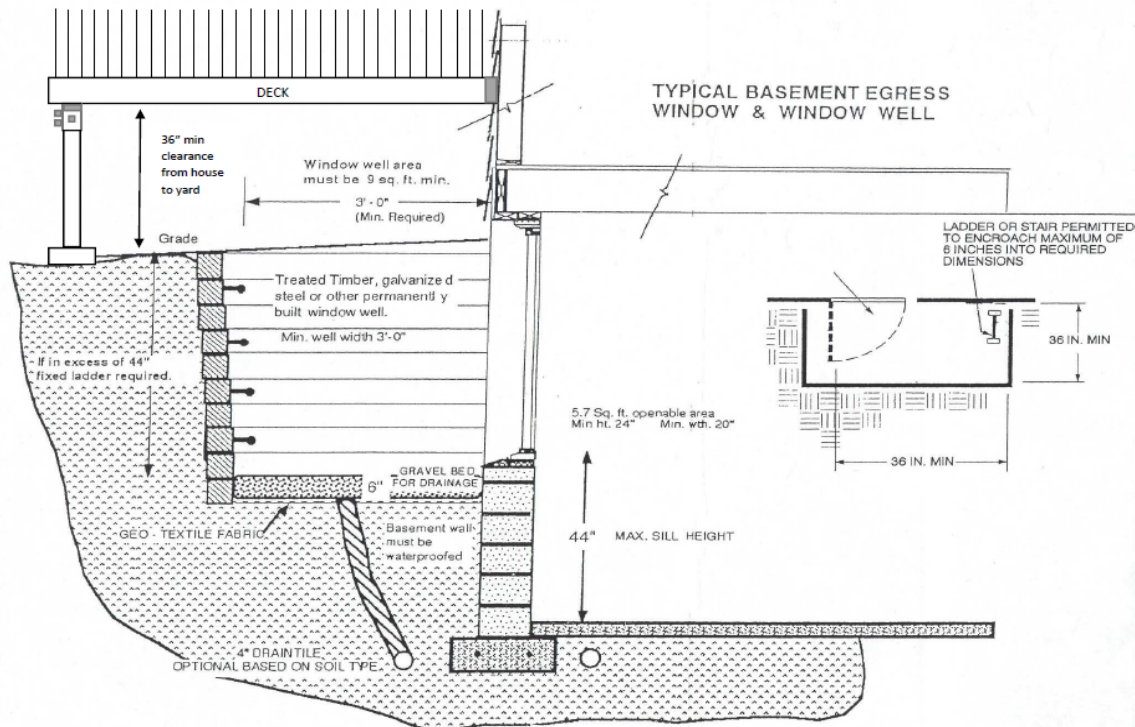 DECK
TYPICAL BASEMENT EGRESS
WINDOW & WINDOW WELL
36" min
clearance
from house
to yard
Window well area
must be 9 sq. ft. min.
3'-0"
(Min. Required)
Grade
LADDER OR STAIR PERMITTED
TO ENCROACH MAXIMUM OF
6 INCHES INTO REQUIRED
DIMENSIONS
Treated Timber, galvanized
steel or other permanently
built window well.
Min. well width 3'-0"
36 IN. MIN
If in excess of 44"
fixed ladder required.
5.7 Sq. ft. openable area
Min ht. 24" Min. wth. 20"
36 IN. MIN
6"
GRAVEL BED
FOR DRAINAGE
GEO - TEXTILE FABRIC
Basement wall
must be
waterproofed
44" MAX. SILL HEIGHT
4" DRAINTILE
OPTIONAL BASED ON SOIL TYPE